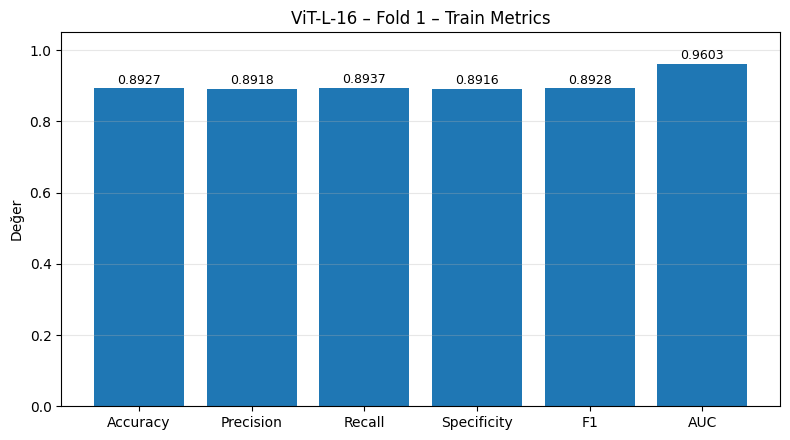 ViT-L-16 – Fold 1 – Train Metrics
Değer
1.0
0.8
0.6
0.4
0.2
0.0
0.8927 0.8918 0.8937 0.8916 0.8928 0.9603
Accuracy Precision Recall Specificity F1 AUC